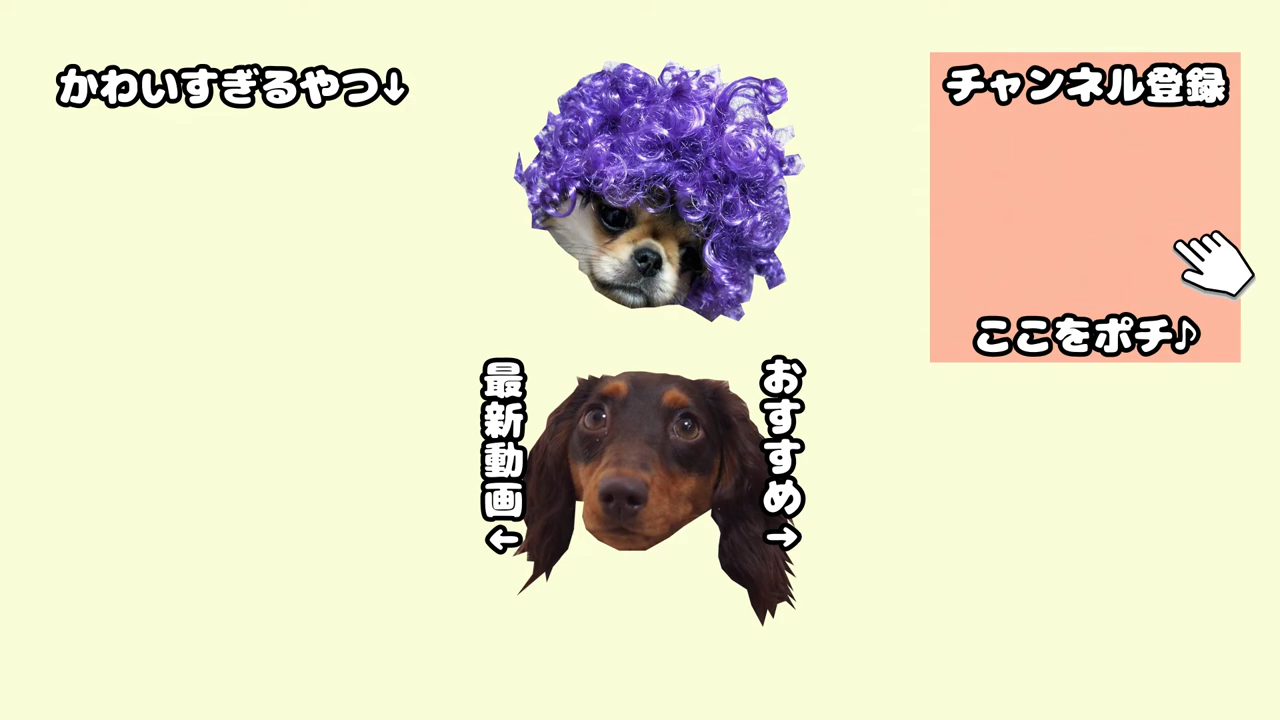 かわいすぎるやつ↓
チャンネル登録
ここをポチ♪
最新動画←
おすすめ→